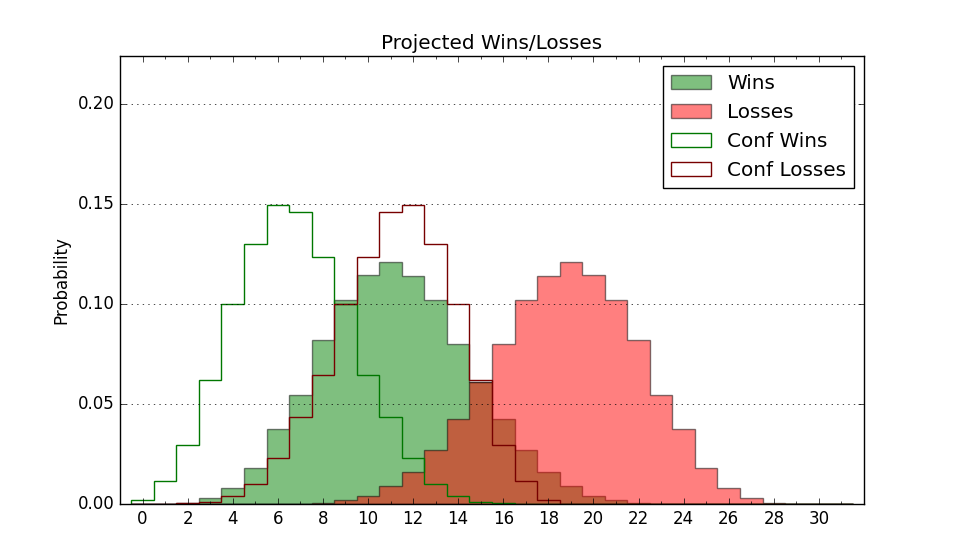 Projected Wins/Losses
Wins
Losses
Conf Wins
Conf Losses
Probability
0.20
0.15
0.10
0.05
0.00
0 2 4 6 8 10 12 14 16 18 20 22 24 26 28 30